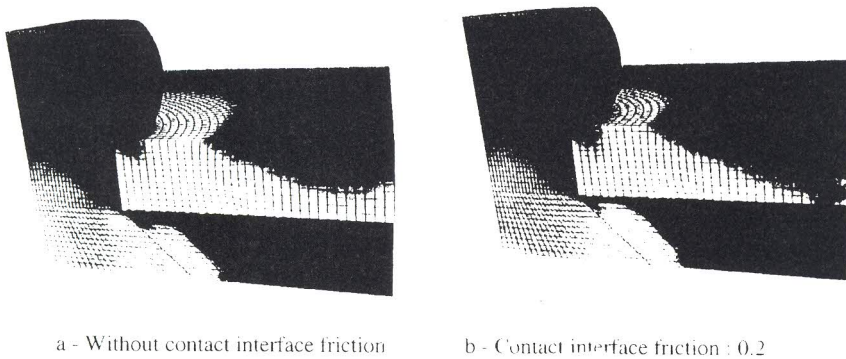 a - Without contact interface friction
b - Contact interface friction : 0.2